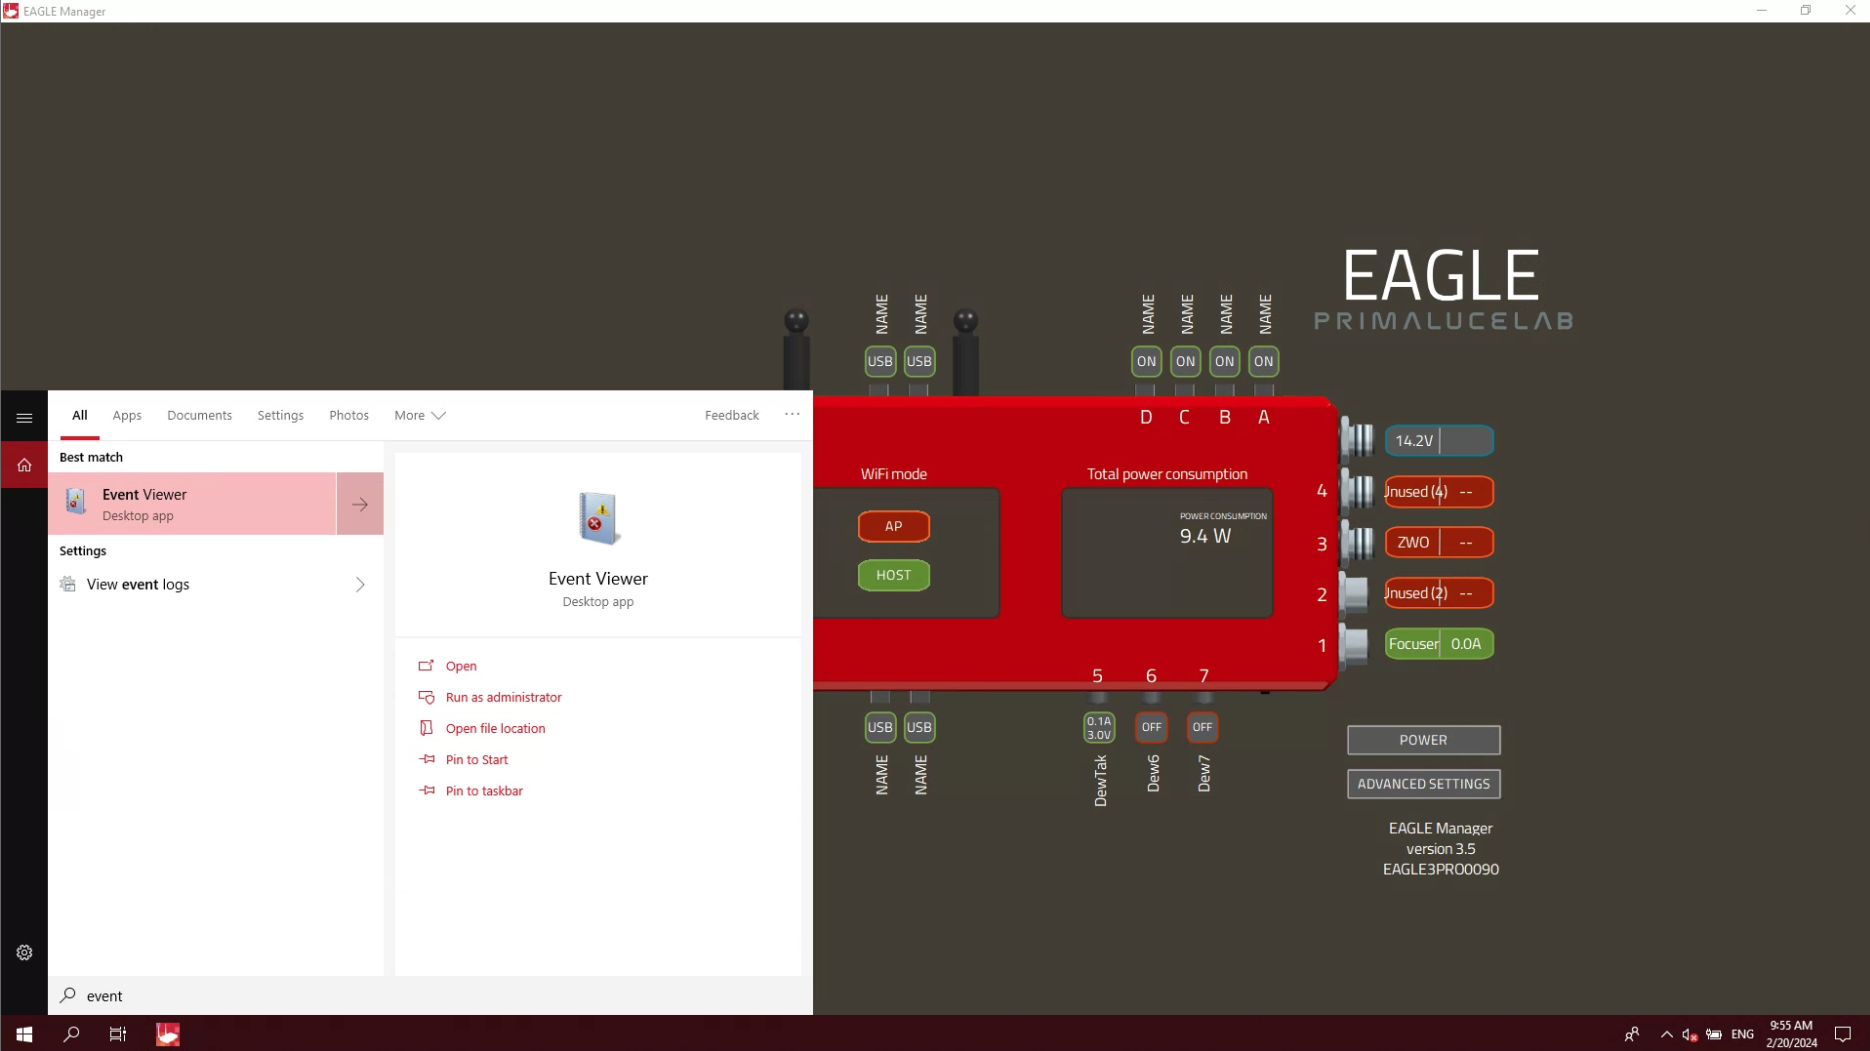 EAGLE Manager
EAGLE
PRIMALUCELAB
NAME
NAME
NAME
NAME
NAME
NAME
USB
USB
ON
ON
ON
ON
D
C
B
A
All
Apps
Documents
Settings
Photos
More
Feedback
Best match
Event Viewer
Desktop app
Settings
View event logs
Event Viewer
Desktop app
Open
Run as administrator
Open file location
Pin to Start
Pin to taskbar
event
WiFi mode
AP
HOST
Total power consumption
POWER CONSUMPTION
9.4 W
14.2V
4
Jnused (4) --
3
ZWO --
2
Jnused (2) --
1
Focuser 0.0A
5
6
7
USB
USB
0.1A
3.0V
OFF
OFF
NAME
NAME
DewTak
Dew6
Dew7
POWER
ADVANCED SETTINGS
EAGLE Manager
version 3.5
EAGLE3PRO0090
ENG
9:55 AM
2/20/2024